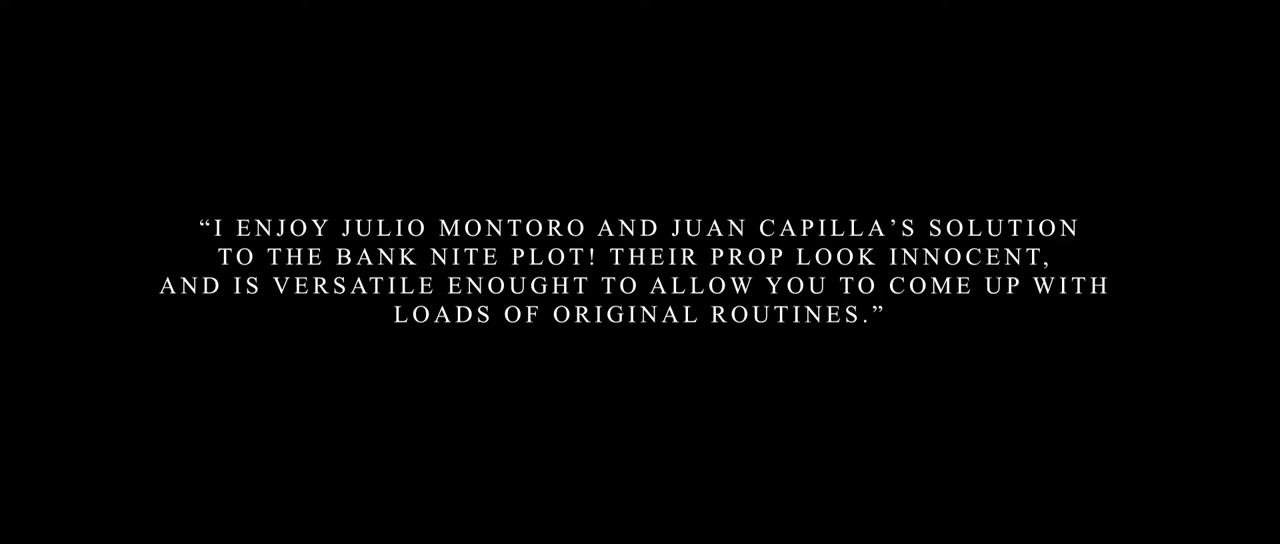 “I ENJOY JULIO MONTORO AND JUAN CAPILLA’S SOLUTION
TO THE BANK NITE PLOT! THEIR PROP LOOK INNOCENT,
AND IS VERSATILE ENOUGHT TO ALLOW YOU TO COME UP WITH
LOADS OF ORIGINAL ROUTINES.”